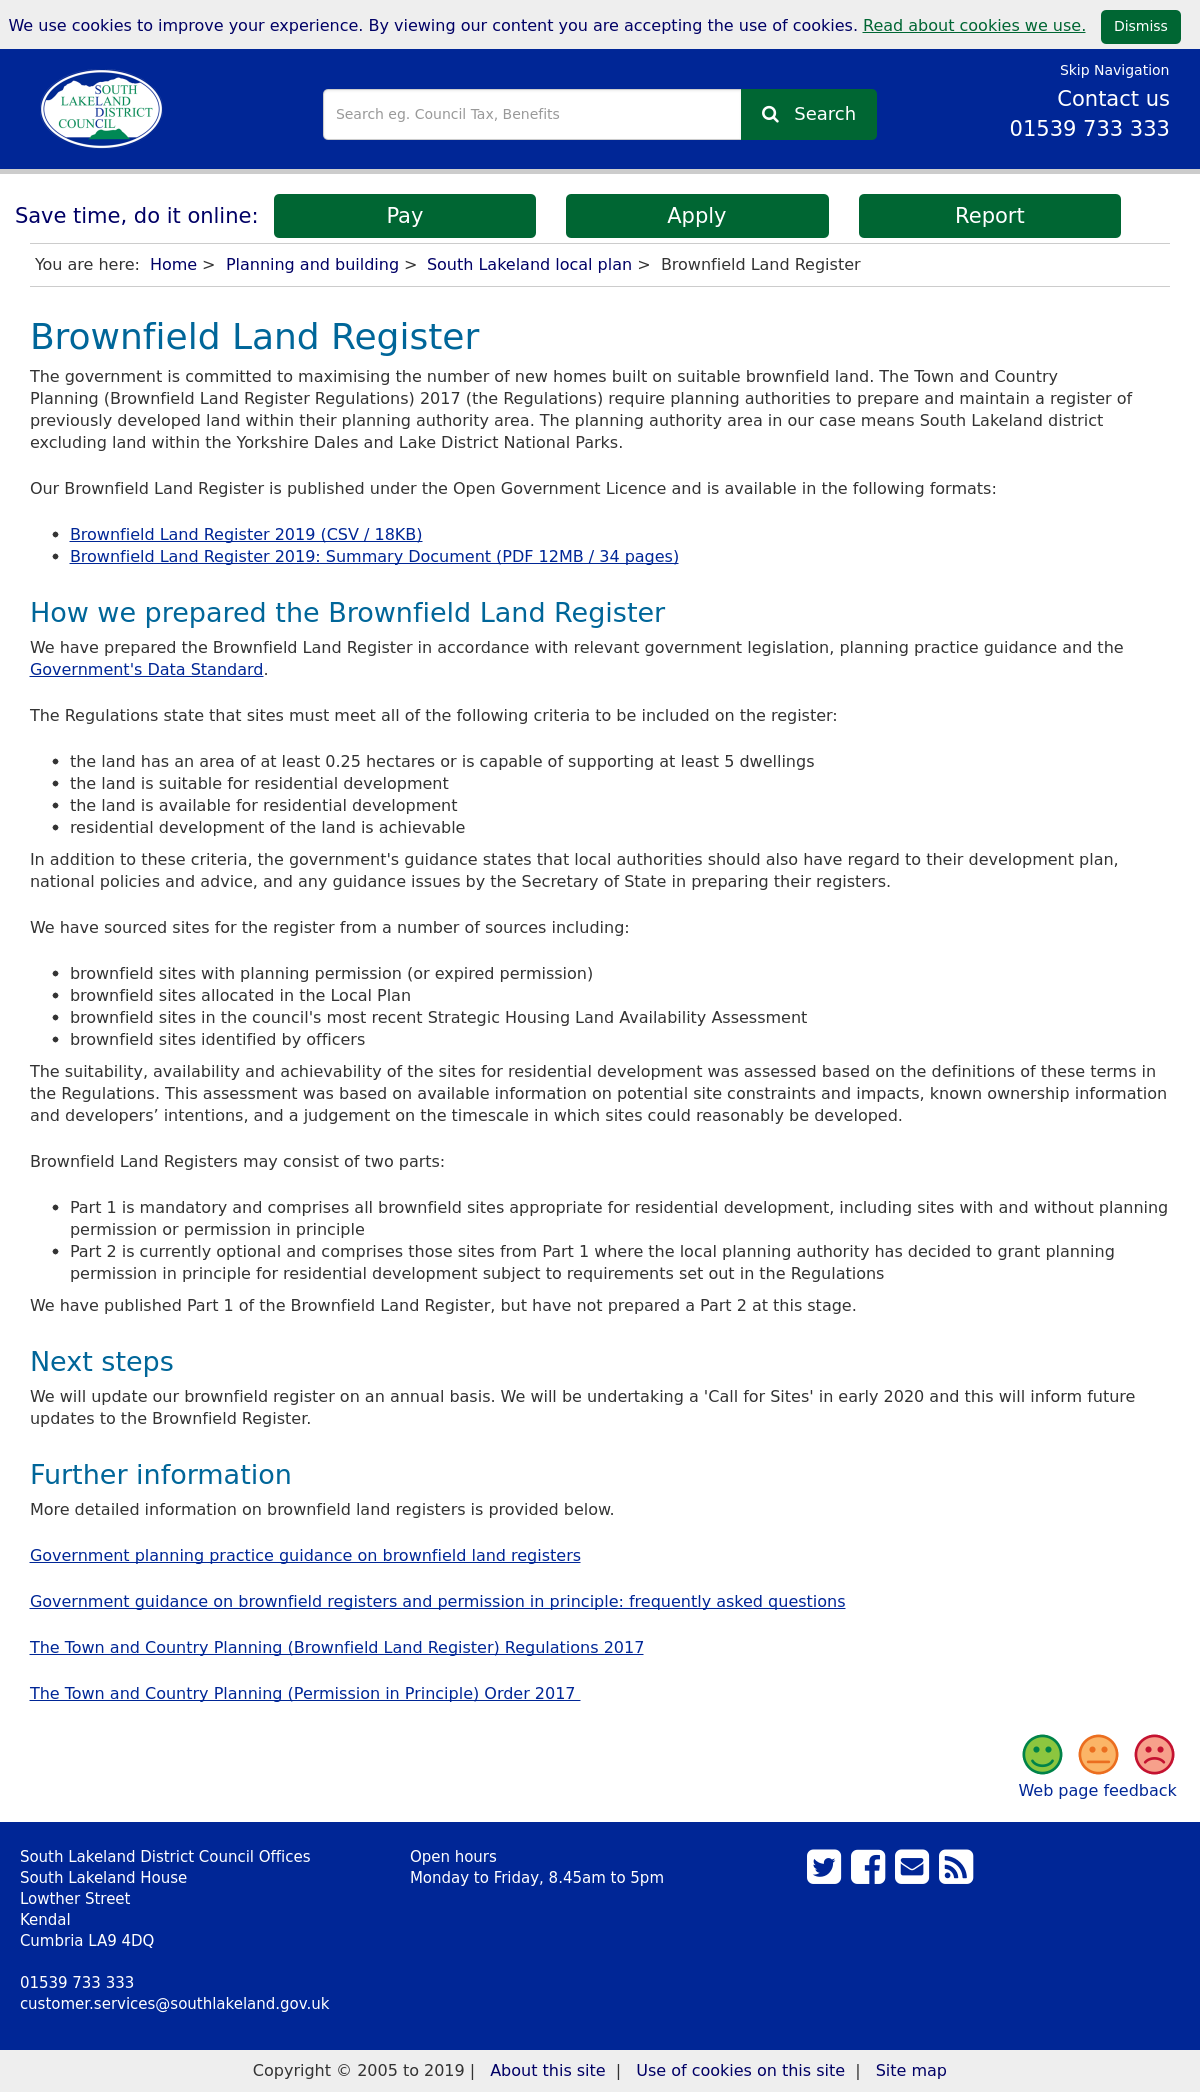 We use cookies to improve your experience. By viewing our content you are accepting the use of cookies. Read about cookies we use. Dismiss
Skip Navigation
SOUTH
LAKELAND
DISTRICT
COUNCIL
Search eg. Council Tax, Benefits
Search
Contact us
01539 733 333
Save time, do it online: Pay Apply Report
You are here: Home > Planning and building > South Lakeland local plan > Brownfield Land Register
Brownfield Land Register
The government is committed to maximising the number of new homes built on suitable brownfield land. The Town and Country
Planning (Brownfield Land Register Regulations) 2017 (the Regulations) require planning authorities to prepare and maintain a register of
previously developed land within their planning authority area. The planning authority area in our case means South Lakeland district
excluding land within the Yorkshire Dales and Lake District National Parks.
Our Brownfield Land Register is published under the Open Government Licence and is available in the following formats:
• Brownfield Land Register 2019 (CSV / 18KB)
• Brownfield Land Register 2019: Summary Document (PDF 12MB / 34 pages)
How we prepared the Brownfield Land Register
We have prepared the Brownfield Land Register in accordance with relevant government legislation, planning practice guidance and the
Government's Data Standard.
The Regulations state that sites must meet all of the following criteria to be included on the register:
• the land has an area of at least 0.25 hectares or is capable of supporting at least 5 dwellings
• the land is suitable for residential development
• the land is available for residential development
• residential development of the land is achievable
In addition to these criteria, the government's guidance states that local authorities should also have regard to their development plan,
national policies and advice, and any guidance issues by the Secretary of State in preparing their registers.
We have sourced sites for the register from a number of sources including:
• brownfield sites with planning permission (or expired permission)
• brownfield sites allocated in the Local Plan
• brownfield sites in the council's most recent Strategic Housing Land Availability Assessment
• brownfield sites identified by officers
The suitability, availability and achievability of the sites for residential development was assessed based on the definitions of these terms in
the Regulations. This assessment was based on available information on potential site constraints and impacts, known ownership information
and developers’ intentions, and a judgement on the timescale in which sites could reasonably be developed.
Brownfield Land Registers may consist of two parts:
• Part 1 is mandatory and comprises all brownfield sites appropriate for residential development, including sites with and without planning
permission or permission in principle
• Part 2 is currently optional and comprises those sites from Part 1 where the local planning authority has decided to grant planning
permission in principle for residential development subject to requirements set out in the Regulations
We have published Part 1 of the Brownfield Land Register, but have not prepared a Part 2 at this stage.
Next steps
We will update our brownfield register on an annual basis. We will be undertaking a 'Call for Sites' in early 2020 and this will inform future
updates to the Brownfield Register.
Further information
More detailed information on brownfield land registers is provided below.
Government planning practice guidance on brownfield land registers
Government guidance on brownfield registers and permission in principle: frequently asked questions
The Town and Country Planning (Brownfield Land Register) Regulations 2017
The Town and Country Planning (Permission in Principle) Order 2017
Web page feedback
South Lakeland District Council Offices
South Lakeland House
Lowther Street
Kendal
Cumbria LA9 4DQ
01539 733 333
customer.services@southlakeland.gov.uk
Open hours
Monday to Friday, 8.45am to 5pm
Copyright © 2005 to 2019 | About this site | Use of cookies on this site | Site map